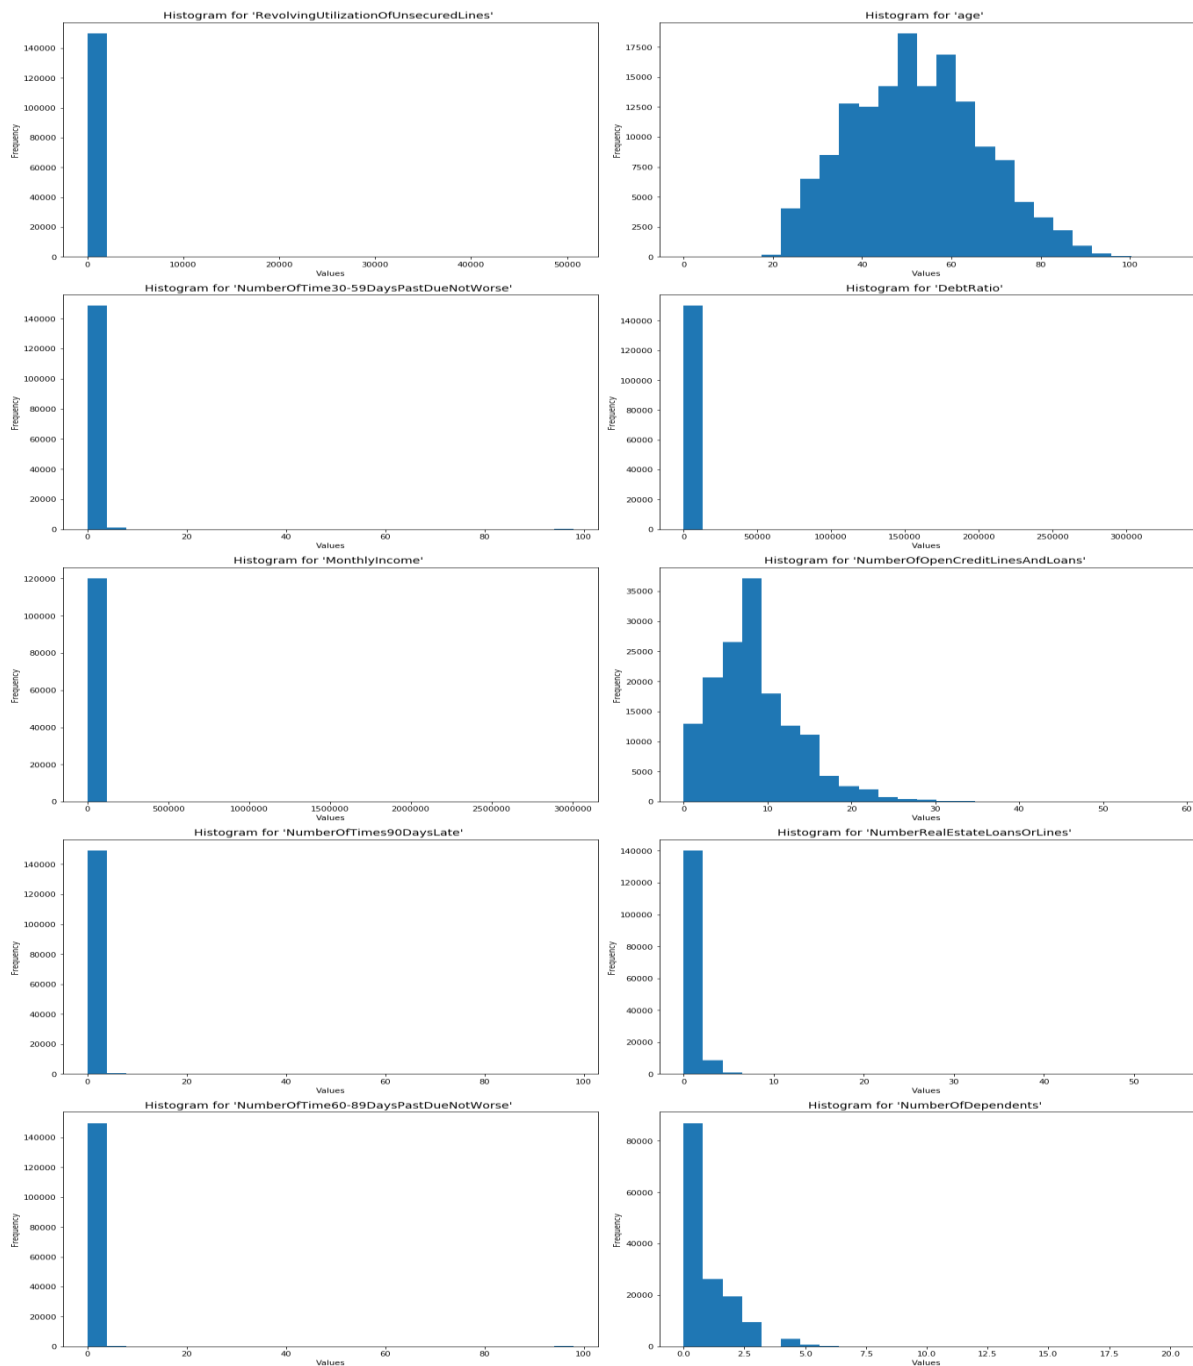 Histogram for 'RevolvingUtilizationOfUnsecuredLines'
140000
120000
100000
80000
60000
40000
20000
0
Frequency
0 10000 20000 30000 40000 50000
Values
Histogram for 'age'
17500
15000
12500
10000
7500
5000
2500
0
Frequency
0 20 40 60 80 100
Values
Histogram for 'NumberOfTime30-59DaysPastDueNotWorse'
140000
120000
100000
80000
60000
40000
20000
0
Frequency
0 20 40 60 80 100
Values
Histogram for 'DebtRatio'
140000
120000
100000
80000
60000
40000
20000
0
Frequency
0 50000 100000 150000 200000 250000 300000
Values
Histogram for 'MonthlyIncome'
120000
100000
80000
60000
40000
20000
0
Frequency
0 500000 1000000 1500000 2000000 2500000 3000000
Values
Histogram for 'NumberOfOpenCreditLinesAndLoans'
35000
30000
25000
20000
15000
10000
5000
0
Frequency
0 10 20 30 40 50 60
Values
Histogram for 'NumberOfTimes90DaysLate'
140000
120000
100000
80000
60000
40000
20000
0
Frequency
0 20 40 60 80 100
Values
Histogram for 'NumberRealEstateLoansOrLines'
140000
120000
100000
80000
60000
40000
20000
0
Frequency
0 10 20 30 40 50
Values
Histogram for 'NumberOfTime60-89DaysPastDueNotWorse'
140000
120000
100000
80000
60000
40000
20000
0
Frequency
0 20 40 60 80 100
Values
Histogram for 'NumberOfDependents'
80000
60000
40000
20000
0
Frequency
0.0 2.5 5.0 7.5 10.0 12.5 15.0 17.5 20.0
Values